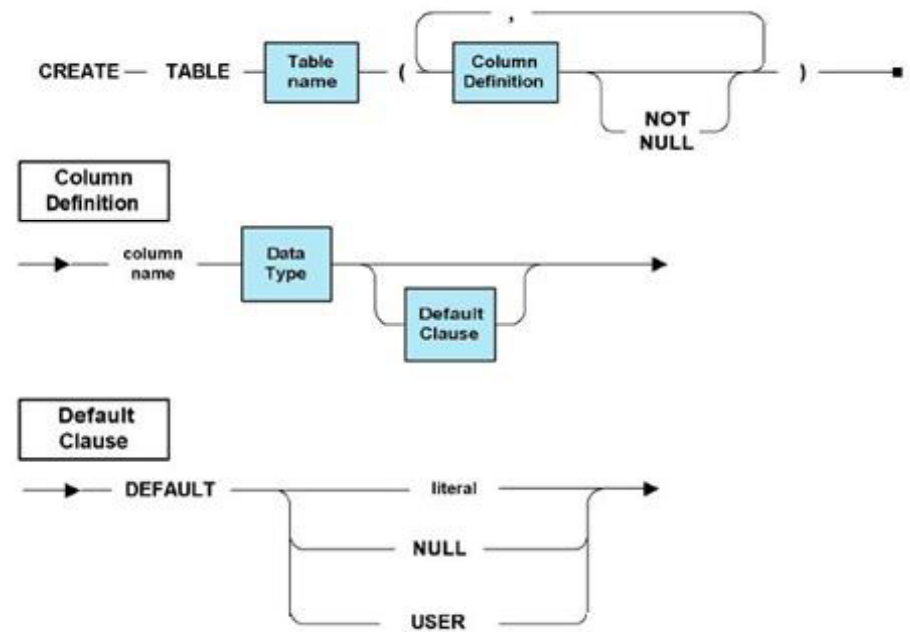 ,
CREATE TABLE Table name ( Column Definition )
NOT NULL
Column Definition
column name Data Type
Default Clause
Default Clause
DEFAULT literal
NULL
USER